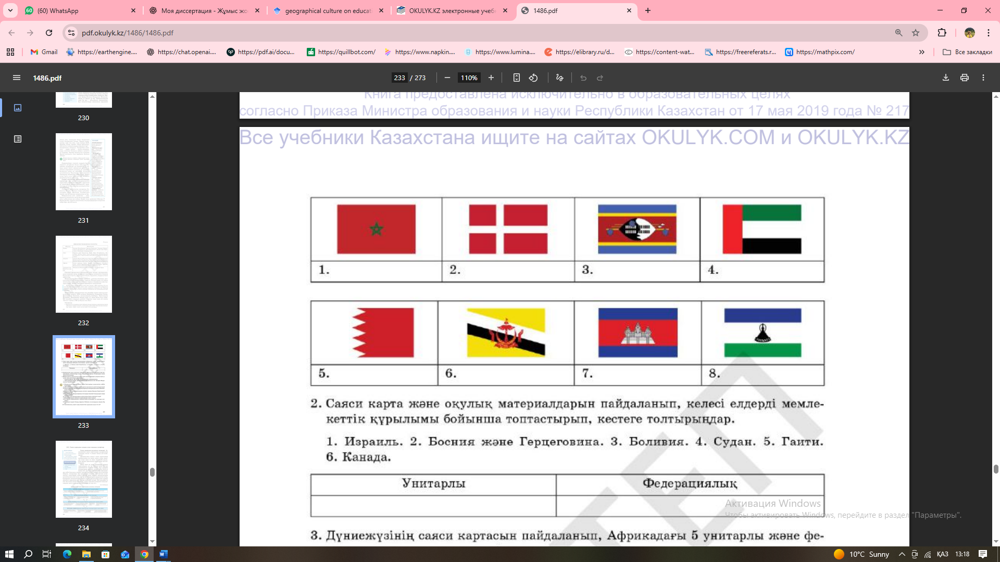 (60) WhatsApp
Моя диссертация - Жұмыс жо
geographical culture on educati
OKULYK.KZ электронные учеб
1486.pdf
pdf.okulyk.kz/1486/1486.pdf
Gmail
https://earthengine....
https://chat.openai....
https://pdf.ai/docu...
https://quillbot.com/
https://www.napkin....
https://www.lumina....
https://elibrary.ru/d...
https://content-wat...
https://freereferats.r...
https://mathpix.com/
Все закладки
1486.pdf
233 / 273
110%
230
231
232
233
234
Книга предоставлена исключительно в образовательных целях
согласно Приказа Министра образования и науки Республики Казахстан от 17 мая 2019 года № 217
Все учебники Казахстана ищите на сайтах OKULYK.COM и OKULYK.KZ
1. 2. 3. 4.
5. 6. 7. 8.
2. Саяси карта және оқулық материалдарын пайдаланып, келесі елдерді мемле-
кеттік құрылымы бойынша топтастырып, кестеге толтырыңдар.
1. Израиль. 2. Босния және Герцеговина. 3. Боливия. 4. Судан. 5. Гаити.
6. Канада.
Унитарлы Федерациялық
3. Дүниежүзінің саяси картасын пайдаланып, Африкадағы 5 унитарлы және фе-
Активация Windows
Чтобы активировать Windows, перейдите в раздел "Параметры".
10°C Sunny
ҚАЗ
13:18